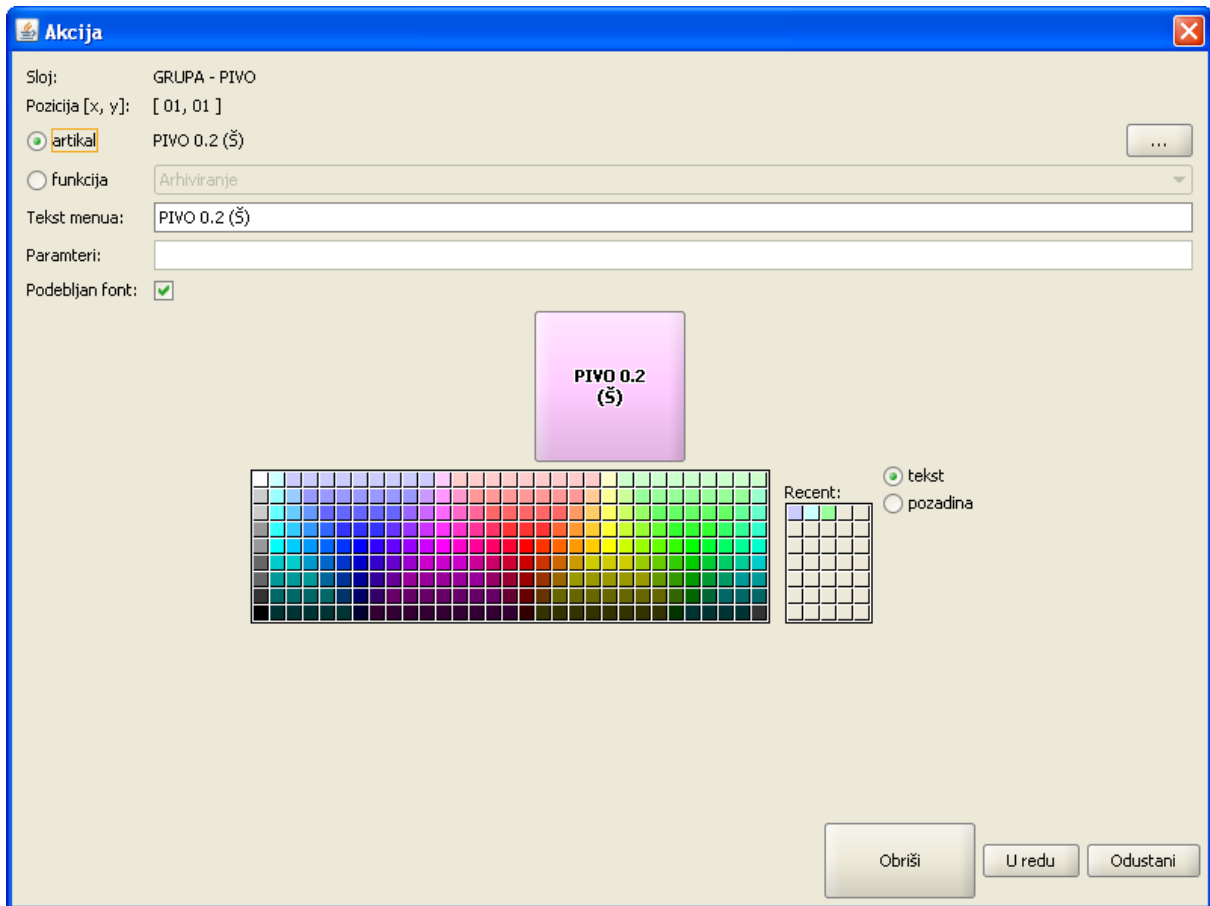 Akcija
Sloj: GRUPA - PIVO
Pozicija [x, y]: [ 01, 01 ]
artikal PIVO 0.2 (Š) ...
funkcija Arhiviranje
Tekst menua: PIVO 0.2 (Š)
Paramteri:
Podebljan font:
PIVO 0.2
(Š)
tekst
Recent:
pozadina
Obriši U redu Odustani